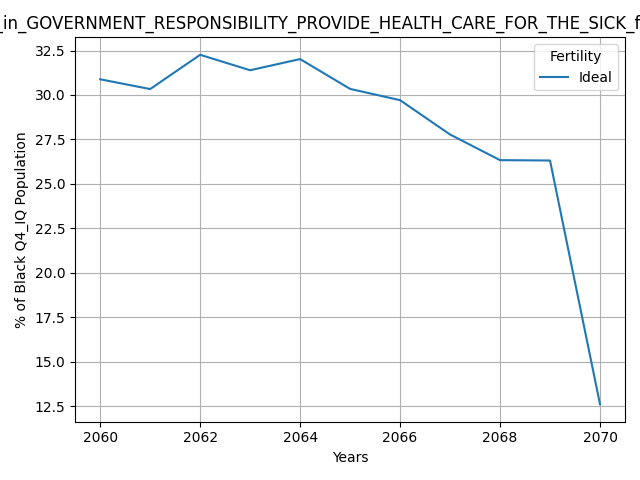 _in_GOVERNMENT_RESPONSIBILITY_PROVIDE_HEALTH_CARE_FOR_THE_SICK_f
32.5
30.0
27.5
25.0
22.5
20.0
17.5
15.0
12.5
% of Black Q4_IQ Population
Fertility
Ideal
2060 2062 2064 2066 2068 2070
Years